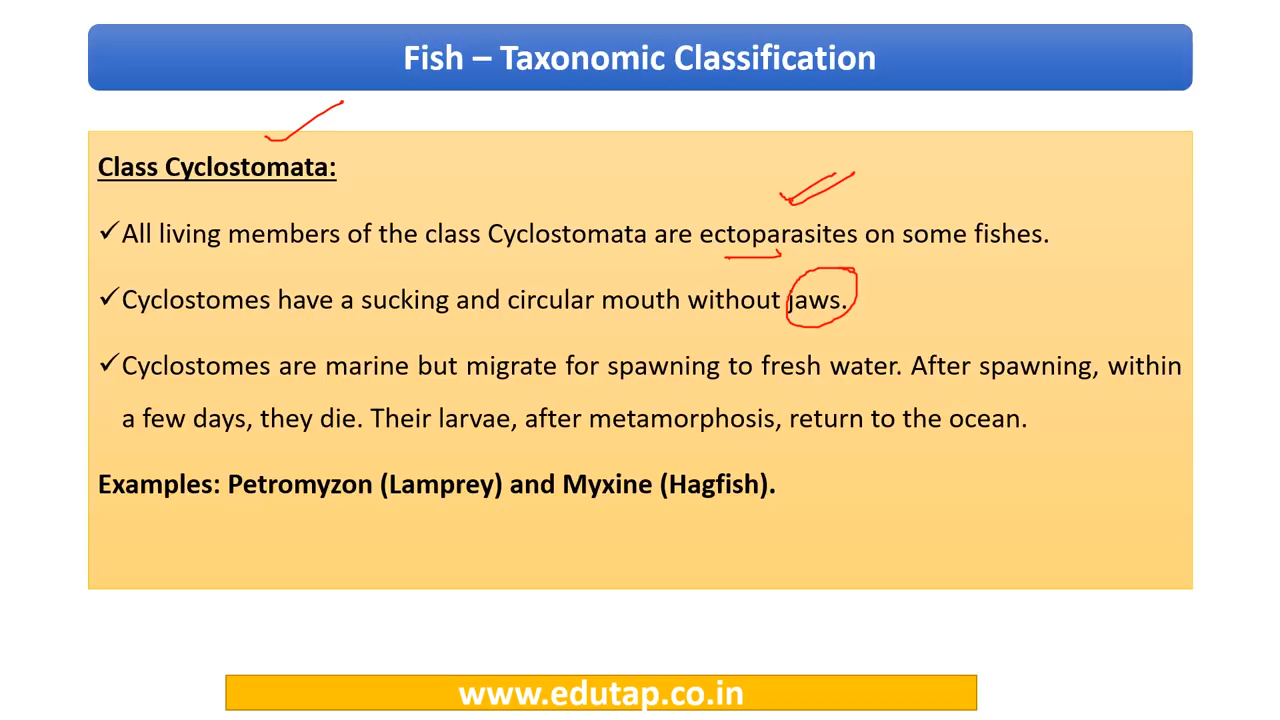 Fish – Taxonomic Classification
Class Cyclostomata:
✓All living members of the class Cyclostomata are ectoparasites on some fishes.
✓Cyclostomes have a sucking and circular mouth without jaws.
✓Cyclostomes are marine but migrate for spawning to fresh water. After spawning, within
a few days, they die. Their larvae, after metamorphosis, return to the ocean.
Examples: Petromyzon (Lamprey) and Myxine (Hagfish).
www.edutap.co.in